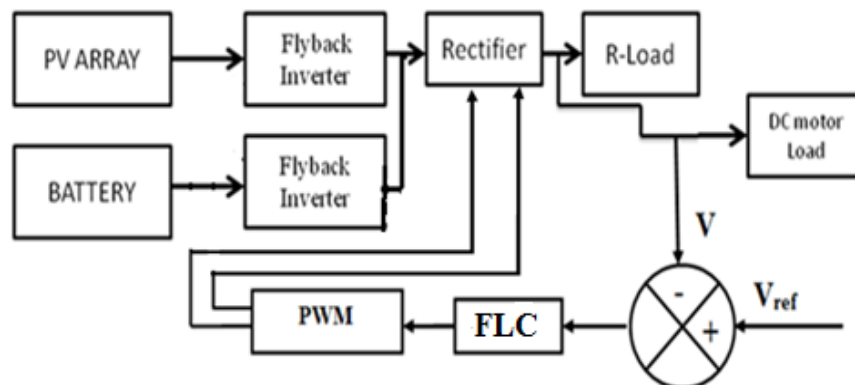 PV ARRAY
Flyback
Inverter
Rectifier
R-Load
DC motor
Load
BATTERY
Flyback
Inverter
V
-
+
Vref
PWM
FLC